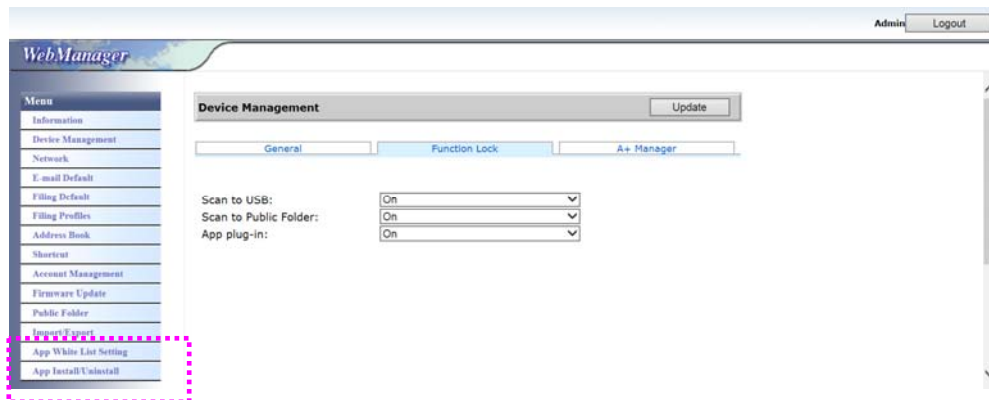 Admin Logout
WebManager
Menu
Information
Device Management
Network
E-mail Default
Filing Default
Filing Profiles
Address Book
Shortcut
Account Management
Firmware Update
Public Folder
Import/Export
App White List Setting
App Install/Uninstall
Device Management Update
General Function Lock A+ Manager
Scan to USB: On
Scan to Public Folder: On
App plug-in: On